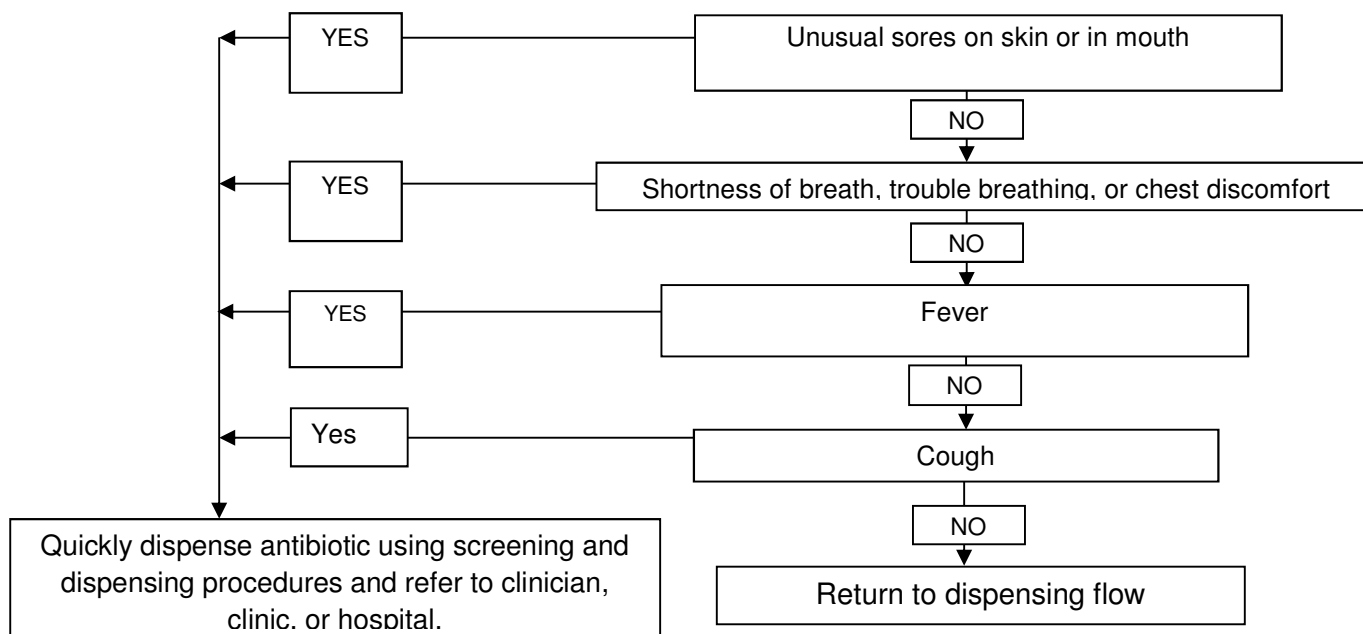 YES
Unusual sores on skin or in mouth
NO
YES
Shortness of breath, trouble breathing, or chest discomfort
NO
YES
Fever
NO
Yes
Cough
NO
Quickly dispense antibiotic using screening and
dispensing procedures and refer to clinician,
clinic, or hospital.
Return to dispensing flow